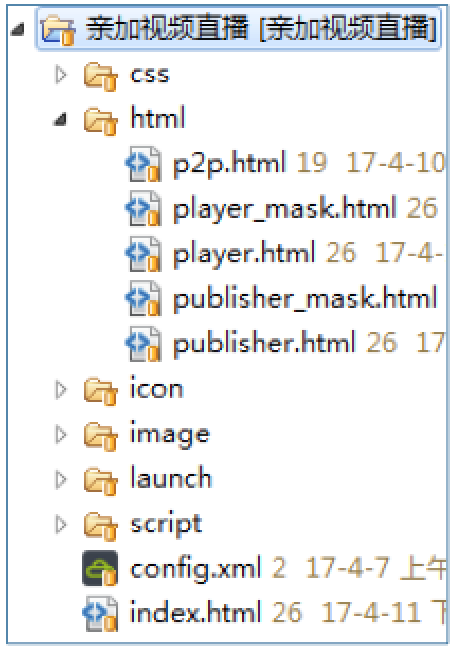 亲加视频直播 [亲加视频直播]
css
html
p2p.html 19 17-4-10
player_mask.html 26
player.html 26 17-4-
publisher_mask.html
publisher.html 26 17
icon
image
launch
script
config.xml 2 17-4-7 上午
index.html 26 17-4-11 下